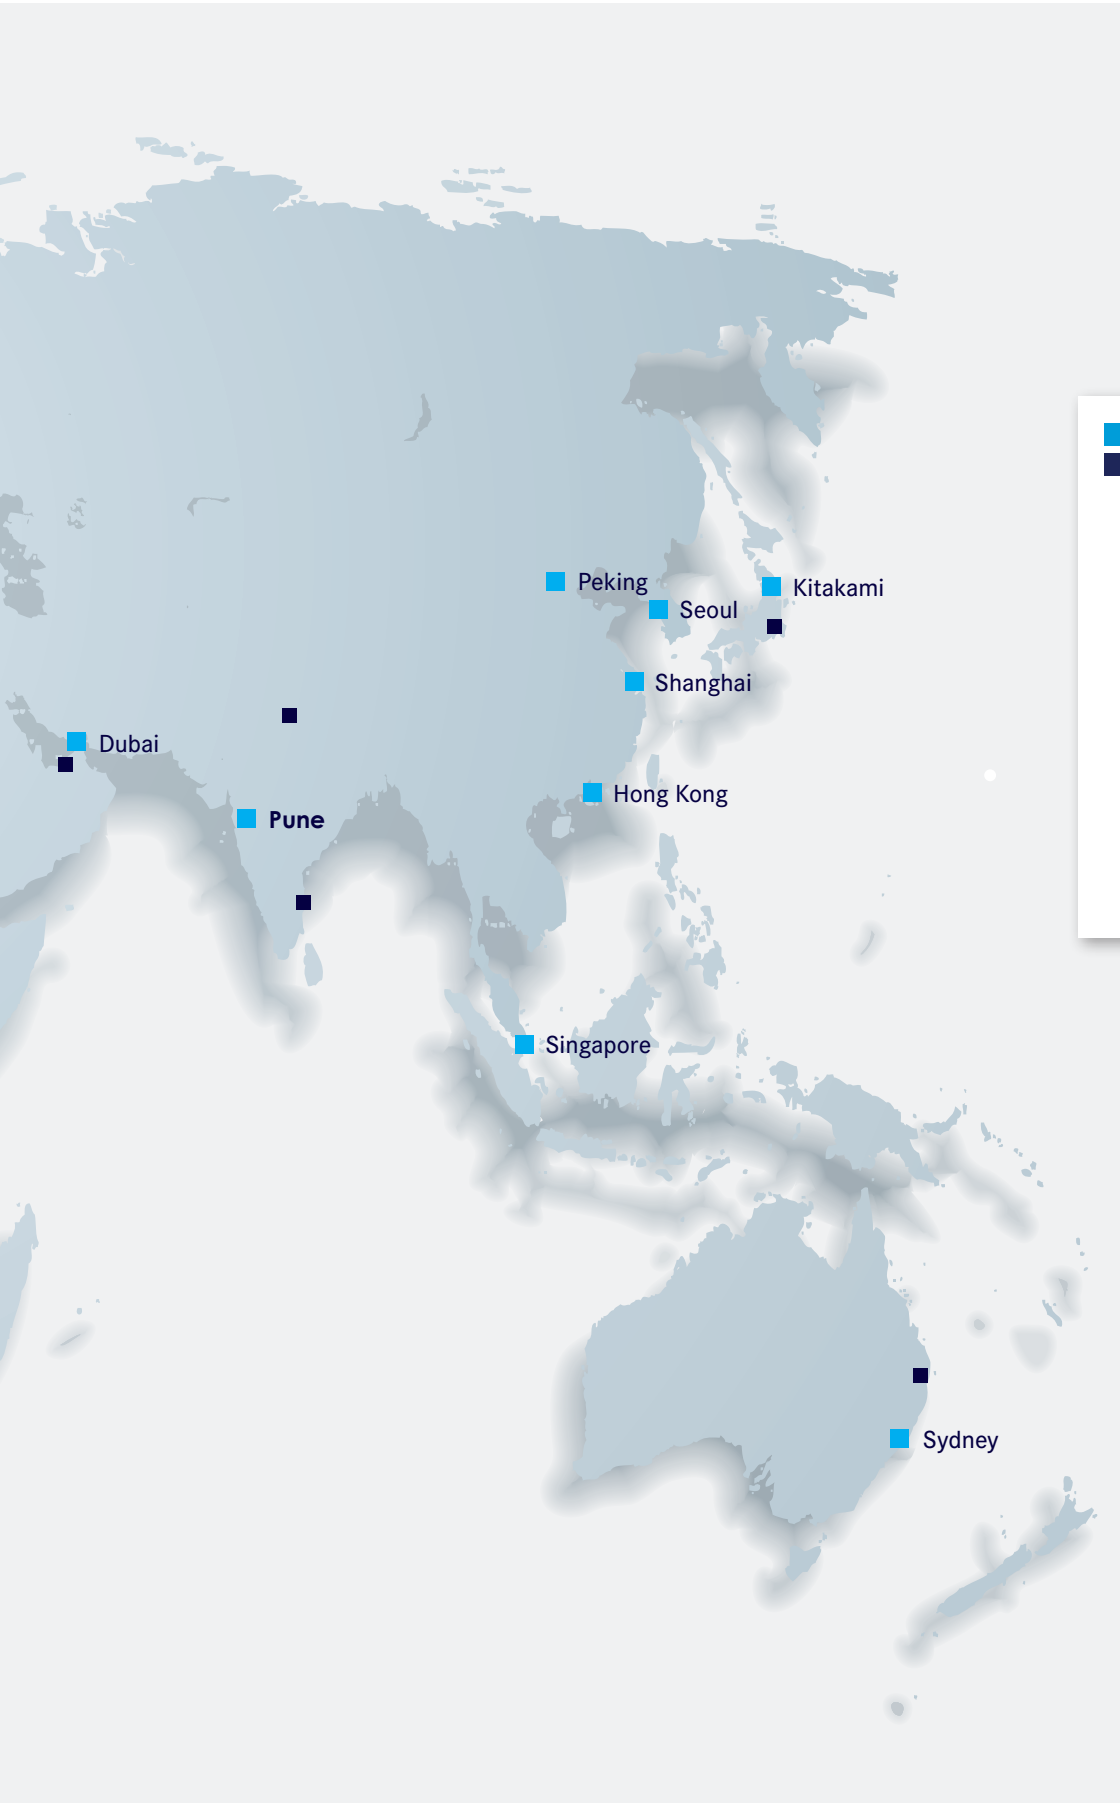 Peking
Kitakami
Seoul
Shanghai
Dubai
Hong Kong
Pune
Singapore
Sydney